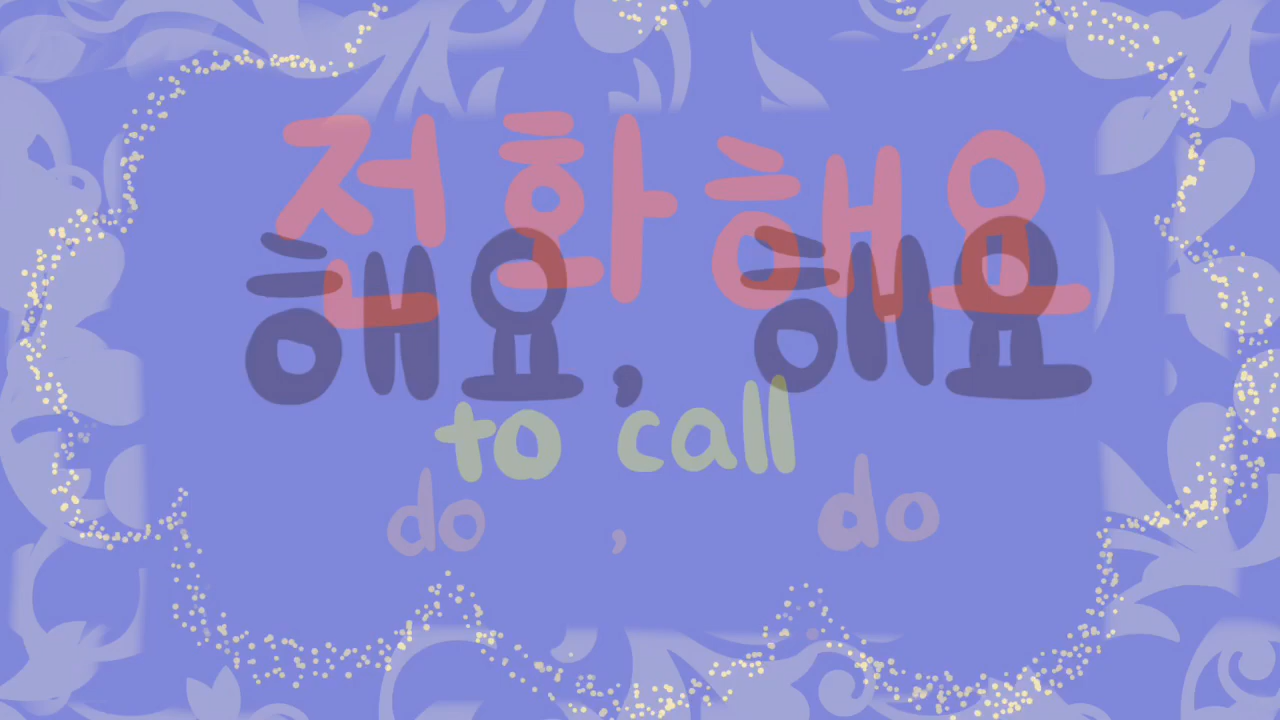 전화해요
해요, 해요
to call
do , do